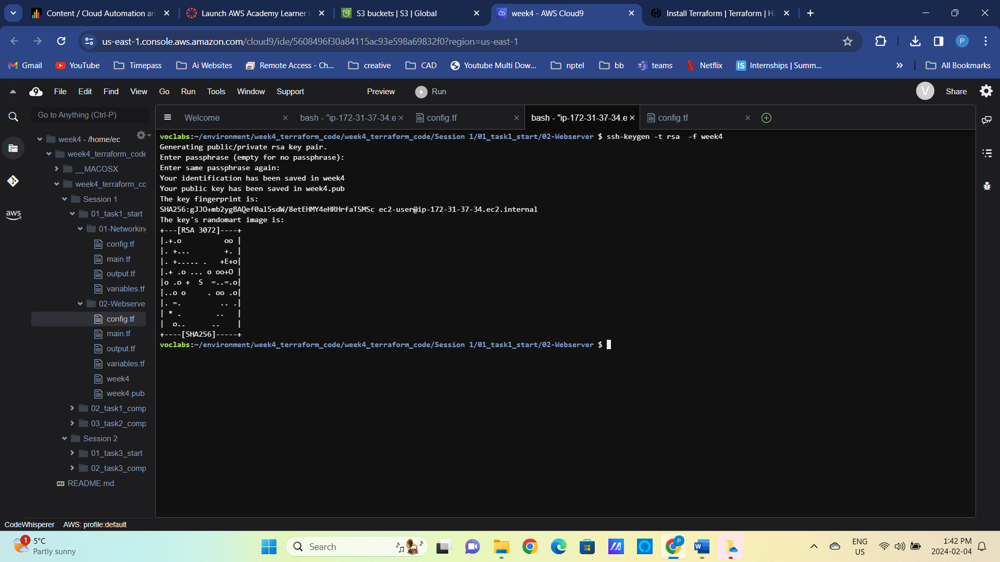 Content / Cloud Automation an
Launch AWS Academy Learner L
S3 buckets | S3 | Global
week4 - AWS Cloud9
Install Terraform | Terraform | Ha
us-east-1.console.aws.amazon.com/cloud9/ide/5608496f30a84115ac93e598a69832f0?region=us-east-1
P
Gmail
YouTube
Timepass
Ai Websites
Remote Access - Ch...
creative
CAD
Youtube Multi Dow...
nptel
bb
teams
Netflix
IS
Internships | Summ...
All Bookmarks
9
File
Edit
Find
View
Go
Run
Tools
Window
Support
Preview
Run
V
Share
Go to Anything (Ctrl-P)
Welcome
bash - "ip-172-31-37-34.e
config.tf
bash - "ip-172-31-37-34.e
config.tf
aws
week4 - /home/ec
week4_terraform_code
__MACOSX
week4_terraform_co
Session 1
01_task1_start
01-Networking
config.tf
main.tf
output.tf
variables.tf
02-Webserve
config.tf
main.tf
output.tf
variables.tf
week4
week4.pub
02_task1_comp
03_task2_comp
Session 2
01_task3_start
02_task3_comp
README.md
voclabs:~/environment/week4_terraform_code/week4_terraform_code/Session 1/01_task1_start/02-Webserver $ ssh-keygen -t rsa  -f week4
Generating public/private rsa key pair.
Enter passphrase (empty for no passphrase):
Enter same passphrase again:
Your identification has been saved in week4
Your public key has been saved in week4.pub
The key fingerprint is:
SHA256:gJJO+mb2ygBAQef0al5sdW/8etEHMY4eHRHrfaTSMSc ec2-user@ip-172-31-37-34.ec2.internal
The key's randomart image is:
+---[RSA 3072]----+
|.+.o          oo |
|. +...        +. |
|. +..... .   +E+o|
|.+ .o ... o oo+O |
|o .o +  S  =..=.o|
|..o o     . oo .o|
|. =.         .. .|
| * .        ..   |
|  o..      ..    |
+----[SHA256]-----+
voclabs:~/environment/week4_terraform_code/week4_terraform_code/Session 1/01_task1_start/02-Webserver $
CodeWhisperer
AWS: profile:default
1
5°C
Partly sunny
Search
P
W
ENG
US
1:42 PM
2024-02-04